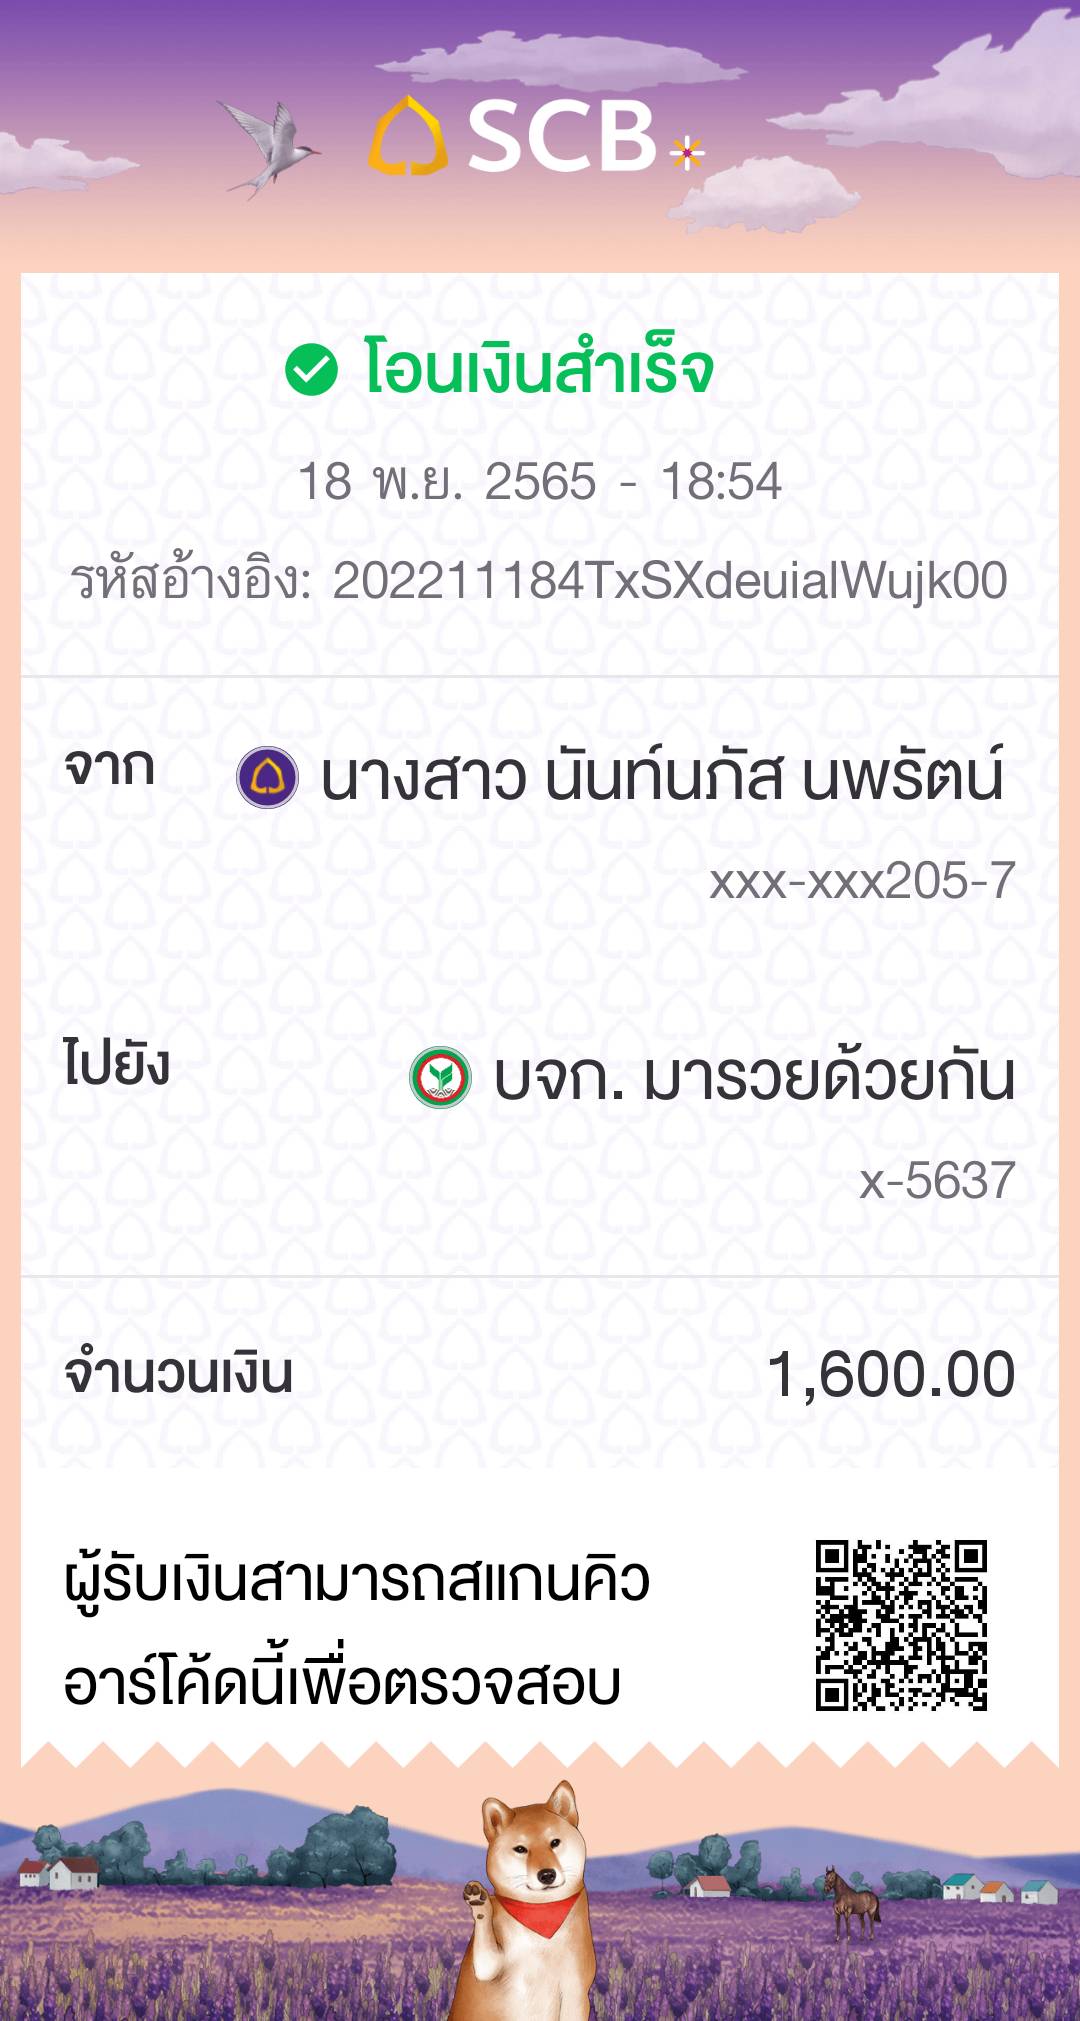 SCB
โอนเงินสำเร็จ
18 พ.ย. 2565 - 18:54
รหัสอ้างอิง: 202211184TxSXdeuialWujk00
จาก นางสาว นันท์นภัส นพรัตน์
xxx-xxx205-7
ไปยัง บจก. มารวยด้วยกัน
x-5637
จำนวนเงิน 1,600.00
ผู้รับเงินสามารถสแกนคิว
อาร์โค้ดนี้เพื่อตรวจสอบ